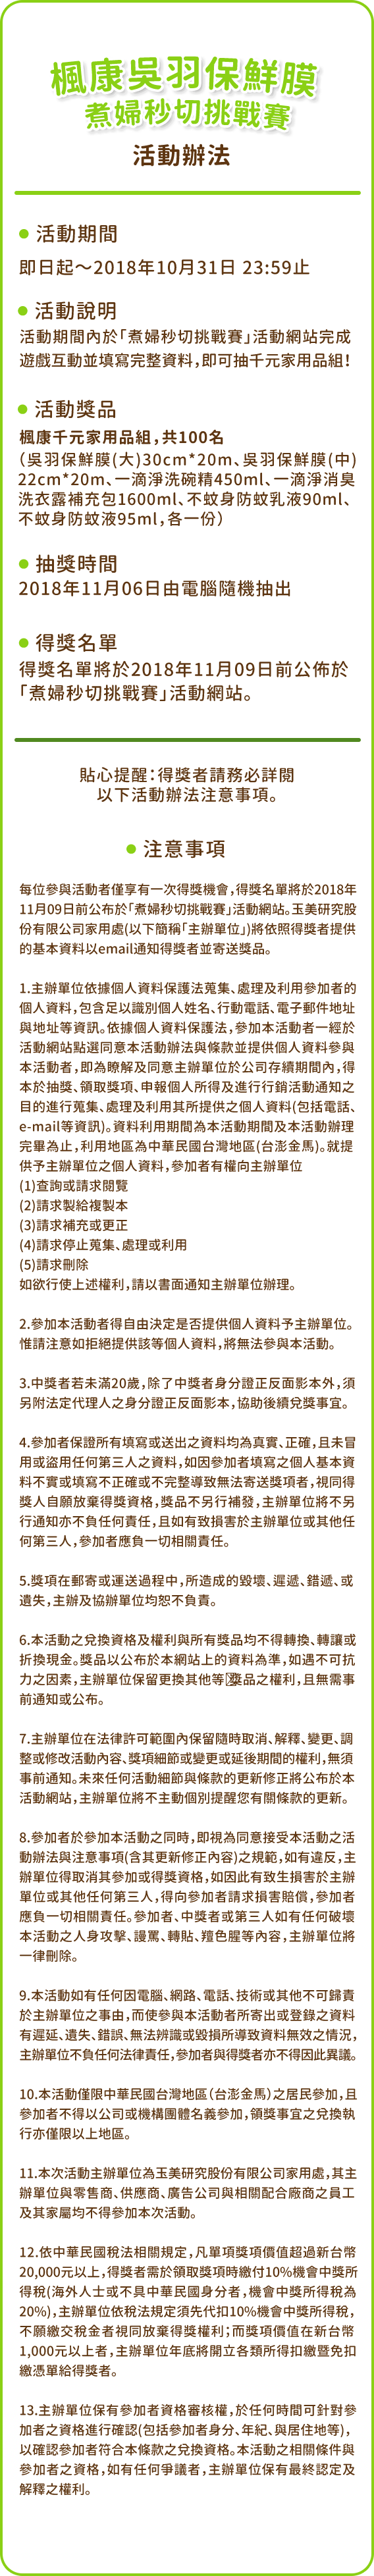 楓康吳羽保鮮膜
煮婦秒切挑戰賽
活動辦法
● 活動期間
即日起～2018年10月31日 23:59止
● 活動說明
活動期間內於「煮婦秒切挑戰賽」活動網站完成
遊戲互動並填寫完整資料，即可抽千元家用品組！
● 活動獎品
楓康千元家用品組，共100名
（吳羽保鮮膜(大)30cm*20m、吳羽保鮮膜(中)
22cm*20m、一滴淨洗碗精450ml、一滴淨消臭
洗衣露補充包1600ml、不蚊身防蚊乳液90ml、
不蚊身防蚊液95ml，各一份）
● 抽獎時間
2018年11月06日由電腦隨機抽出
● 得獎名單
得獎名單將於2018年11月09日前公佈於
「煮婦秒切挑戰賽」活動網站。
貼心提醒：得獎者請務必詳閱
以下活動辦法注意事項。
● 注意事項
每位參與活動者僅享有一次得獎機會，得獎名單將於2018年
11月09日前公布於「煮婦秒切挑戰賽」活動網站。玉美研究股
份有限公司家用處(以下簡稱「主辦單位」)將依照得獎者提供
的基本資料以email通知得獎者並寄送獎品。
1.主辦單位依據個人資料保護法蒐集、處理及利用參加者的
個人資料，包含足以識別個人姓名、行動電話、電子郵件地址
與地址等資訊。依據個人資料保護法，參加本活動者一經於
活動網站點選同意本活動辦法與條款並提供個人資料參與
本活動者，即為瞭解及同意主辦單位於公司存續期間內，得
本於抽獎、領取獎項、申報個人所得及進行行銷活動通知之
目的進行蒐集、處理及利用其所提供之個人資料(包括電話、
e-mail等資訊)。資料利用期間為本活動期間及本活動辦理
完畢為止，利用地區為中華民國台灣地區(台澎金馬)。就提
供予主辦單位之個人資料，參加者有權向主辦單位
(1)查詢或請求閱覽
(2)請求製給複製本
(3)請求補充或更正
(4)請求停止蒐集、處理或利用
(5)請求刪除
如欲行使上述權利，請以書面通知主辦單位辦理。
2.參加本活動者得自由決定是否提供個人資料予主辦單位。
惟請注意如拒絕提供該等個人資料，將無法參與本活動。
3.中獎者若未滿20歲，除了中獎者身分證正反面影本外，須
另附法定代理人之身分證正反面影本，協助後續兌獎事宜。
4.參加者保證所有填寫或送出之資料均為真實、正確，且未冒
用或盜用任何第三人之資料，如因參加者填寫之個人基本資
料不實或填寫不正確或不完整導致無法寄送獎項者，視同得
獎人自願放棄得獎資格，獎品不另行補發，主辦單位將不另
行通知亦不負任何責任，且如有致損害於主辦單位或其他任
何第三人，參加者應負一切相關責任。
5.獎項在郵寄或運送過程中，所造成的毀壞、遲遞、錯遞、或
遺失，主辦及協辦單位均恕不負責。
6.本活動之兌換資格及權利與所有獎品均不得轉換、轉讓或
折換現金。獎品以公布於本網站上的資料為準，如遇不可抗
力之因素，主辦單位保留更換其他等獎品之權利，且無需事
前通知或公布。
7.主辦單位在法律許可範圍內保留隨時取消、解釋、變更、調
整或修改活動內容、獎項細節或變更或延後期間的權利，無須
事前通知。未來任何活動細節與條款的更新修正將公布於本
活動網站，主辦單位將不主動個別提醒您有關條款的更新。
8.參加者於參加本活動之同時，即視為同意接受本活動之活
動辦法與注意事項(含其更新修正內容)之規範，如有違反，主
辦單位得取消其參加或得獎資格，如因此有致生損害於主辦
單位或其他任何第三人，得向參加者請求損害賠償，參加者
應負一切相關責任。參加者、中獎者或第三人如有任何破壞
本活動之人身攻擊、謾罵、轉貼、羶色腥等內容，主辦單位將
一律刪除。
9.本活動如有任何因電腦、網路、電話、技術或其他不可歸責
於主辦單位之事由，而使參與本活動者所寄出或登錄之資料
有遲延、遺失、錯誤、無法辨識或毀損所導致資料無效之情況，
主辦單位不負任何法律責任，參加者與得獎者亦不得因此異議。
10.本活動僅限中華民國台灣地區（台澎金馬）之居民參加，且
參加者不得以公司或機構團體名義參加，領獎事宜之兌換執
行亦僅限以上地區。
11.本次活動主辦單位為玉美研究股份有限公司家用處，其主
辦單位與零售商、供應商、廣告公司與相關配合廠商之員工
及其家屬均不得參加本次活動。
12.依中華民國稅法相關規定，凡單項獎項價值超過新台幣
20,000元以上，得獎者需於領取獎項時繳付10%機會中獎所
得稅(海外人士或不具中華民國身分者，機會中獎所得稅為
20%)，主辦單位依稅法規定須先代扣10%機會中獎所得稅，
不願繳交稅金者視同放棄得獎權利；而獎項價值在新台幣
1,000元以上者，主辦單位年底將開立各類所得扣繳暨免扣
繳憑單給得獎者。
13.主辦單位保有參加者資格審核權，於任何時間可針對參
加者之資格進行確認(包括參加者身分、年紀、與居住地等)，
以確認參加者符合本條款之兌換資格。本活動之相關條件與
參加者之資格，如有任何爭議者，主辦單位保有最終認定及
解釋之權利。